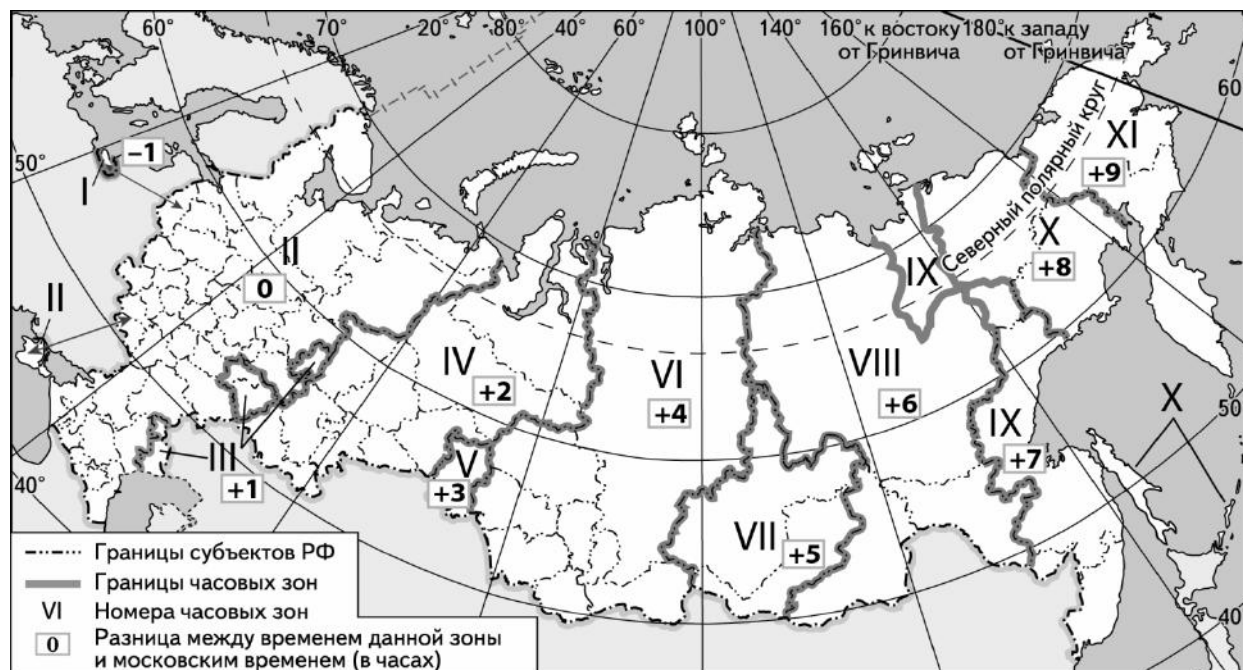 60° 70° 20° 80° 40° 60° 100° 140° 160° к востоку 180° к западу
от Гринвича от Гринвича
60°
50°
I
−1
Северный полярный круг
XI
+9
II
0
II
IX
X
+8
IV
+2
VI
+4
VIII
+6
X
50°
40°
III
+1
V
+3
IX
+7
VII
+5
40°
80° 100° 120°
Границы субъектов РФ
Границы часовых зон
VI Номера часовых зон
0 Разница между временем данной зоны
и московским временем (в часах)